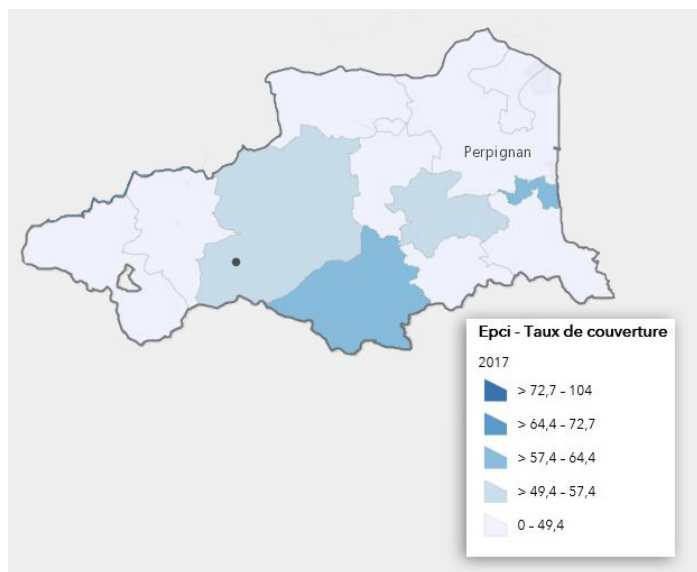 Perpignan
Epci - Taux de couverture
2017
> 72,7 - 104
> 64,4 - 72,7
> 57,4 - 64,4
> 49,4 - 57,4
0 - 49,4